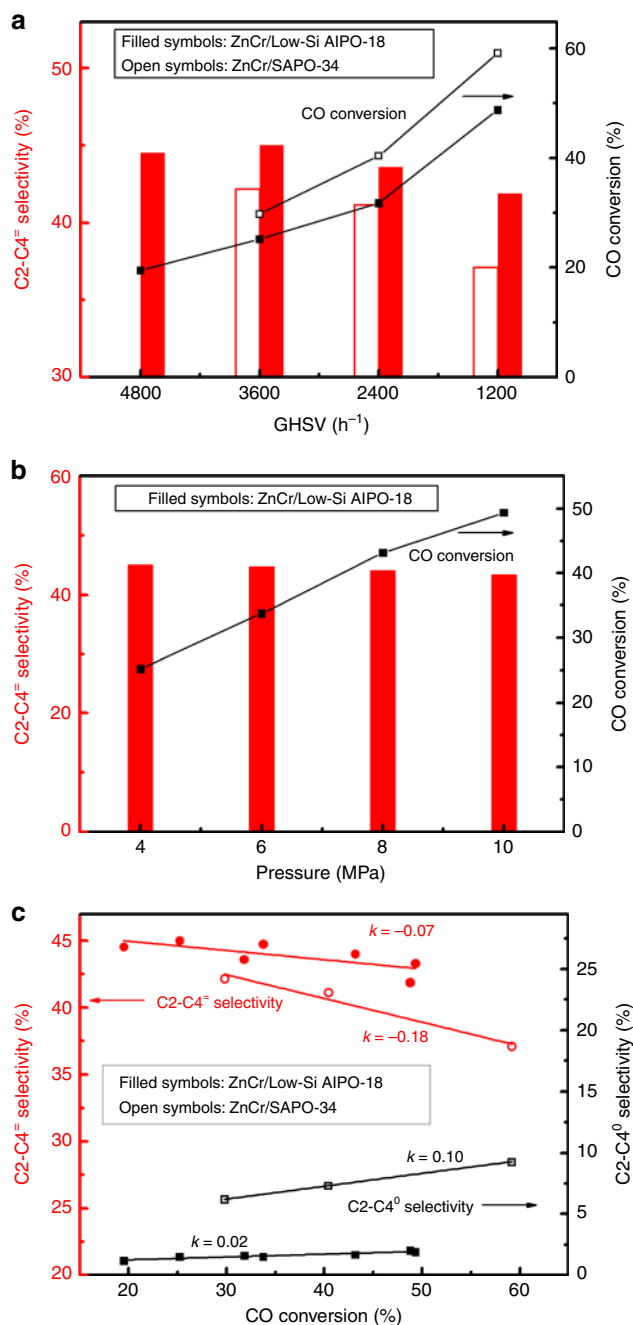 a
Filled symbols: ZnCr/Low-Si AlPO-18
Open symbols: ZnCr/SAPO-34
CO conversion
50
40
30
C2-C4= selectivity (%)
60
40
20
0
CO conversion (%)
4800
3600
2400
1200
GHSV (h−1)
b
Filled symbols: ZnCr/Low-Si AlPO-18
CO conversion
60
40
20
0
C2-C4= selectivity (%)
50
40
30
20
10
0
CO conversion (%)
4
6
8
10
Pressure (MPa)
c
k = −0.07
C2-C4= selectivity
k = −0.18
Filled symbols: ZnCr/Low-Si AlPO-18
Open symbols: ZnCr/SAPO-34
k = 0.10
C2-C40 selectivity
k = 0.02
45
40
35
30
25
20
C2-C4= selectivity (%)
25
20
15
10
5
0
C2-C40 selectivity (%)
20
30
40
50
60
CO conversion (%)